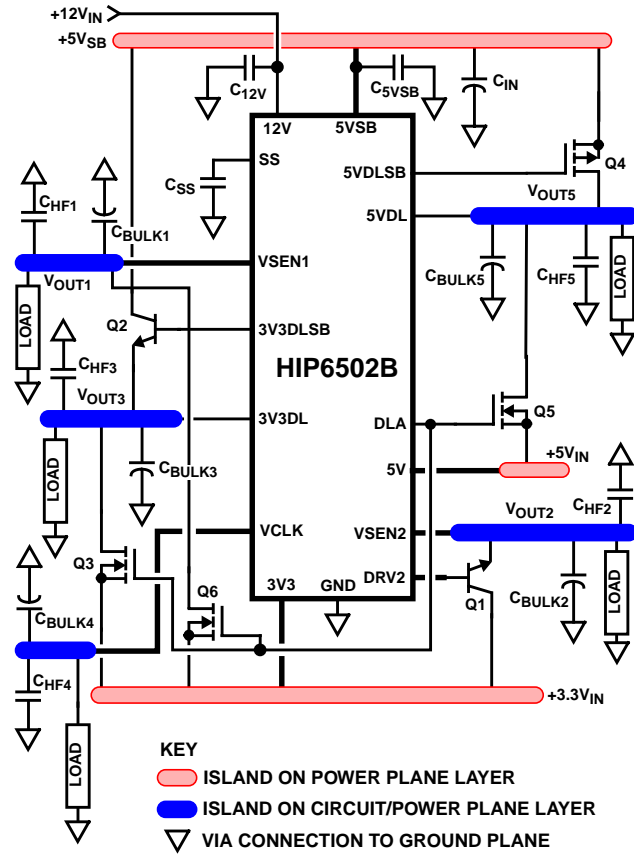 +12VIN
+5VSB
C12V
C5VSB
CIN
12V
5VSB
SS
CSS
5VDLSB
Q4
CHF1
CBULK1
5VDL
VOUT5
VSEN1
VOUT1
CBULK5
CHF5
LOAD
LOAD
Q2
3V3DLSB
HIP6502B
CHF3
VOUT3
3V3DL
DLA
Q5
+5VIN
LOAD
CBULK3
5V
CHF2
VCLK
VSEN2
VOUT2
Q3
Q6
3V3
GND
DRV2
Q1
CBULK2
LOAD
CBULK4
CHF4
+3.3VIN
LOAD
KEY
ISLAND ON POWER PLANE LAYER
ISLAND ON CIRCUIT/POWER PLANE LAYER
VIA CONNECTION TO GROUND PLANE